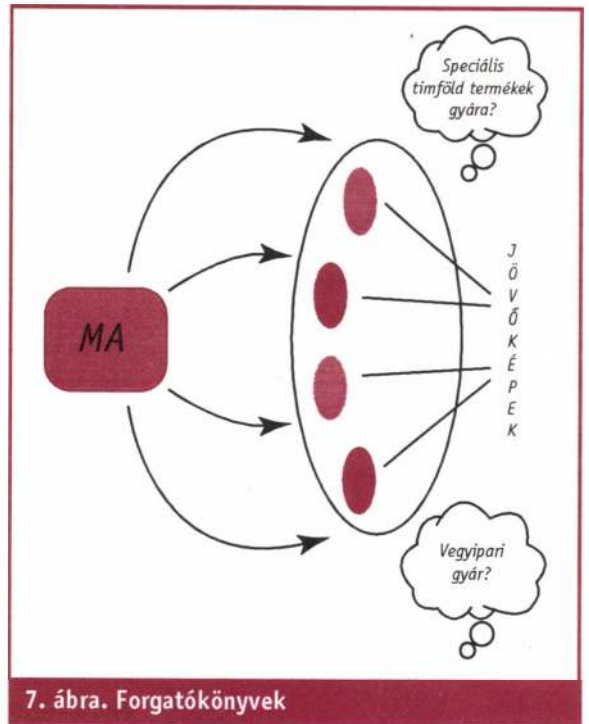 Speciális
timföld termékek
gyára?
MA
J
Ö
V
Ő
K
É
P
E
K
Vegyipari
gyár?
7. ábra. Forgatókönyvek